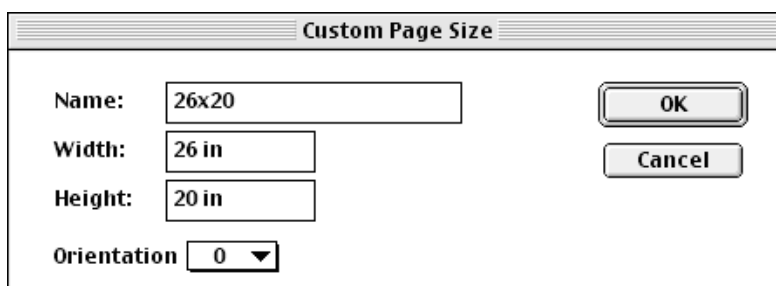 Custom Page Size
Name: 26x20
OK
Width: 26 in
Cancel
Height: 20 in
Orientation 0